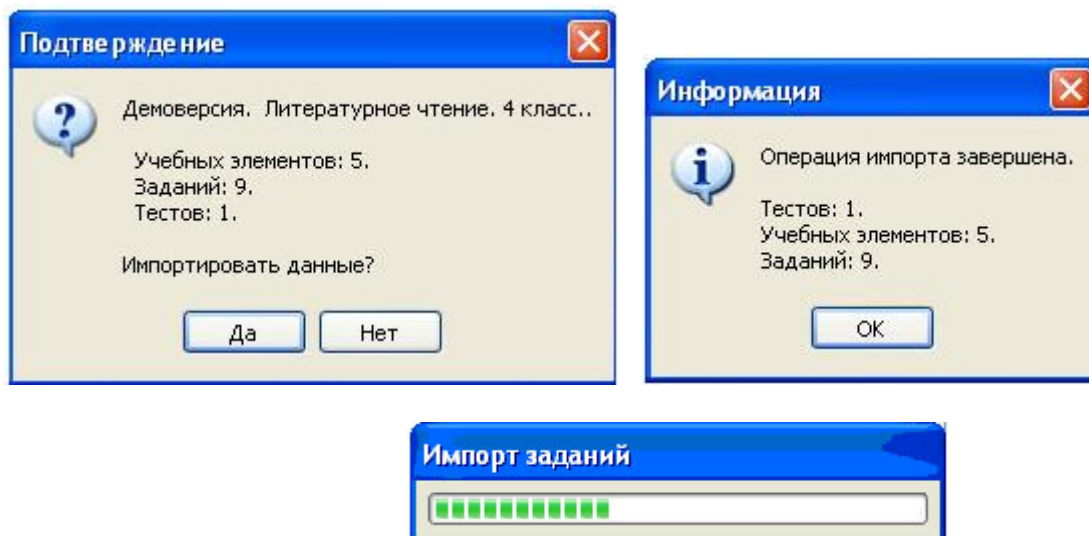 Подтверждение
Демоверсия. Литературное чтение. 4 класс..
Учебных элементов: 5.
Заданий: 9.
Тестов: 1.
Импортировать данные?
Да
Нет
Информация
Операция импорта завершена.
Тестов: 1.
Учебных элементов: 5.
Заданий: 9.
OK
Импорт заданий